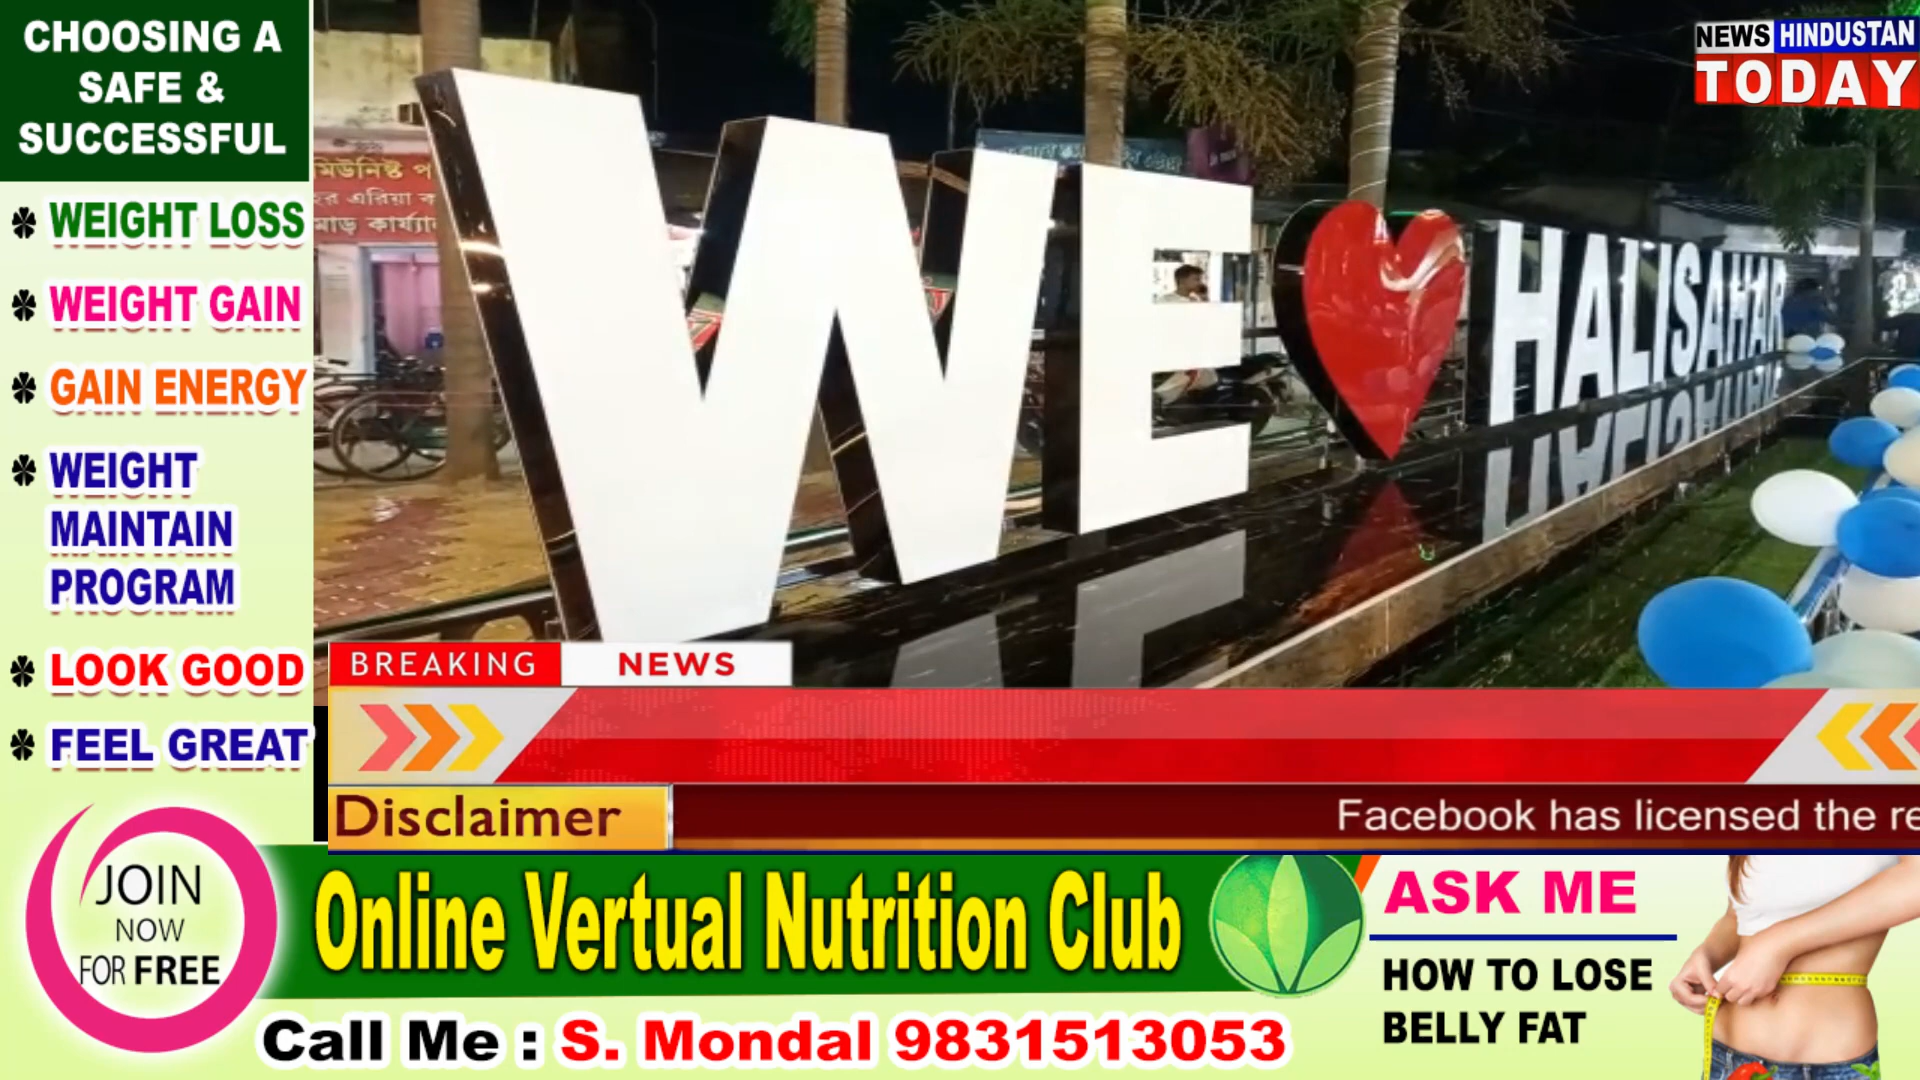 CHOOSING A
SAFE &
SUCCESSFUL
WEIGHT LOSS
WEIGHT GAIN
GAIN ENERGY
WEIGHT
MAINTAIN
PROGRAM
LOOK GOOD
FEEL GREAT
JOIN
NOW
FOR FREE
NEWS HINDUSTAN
TODAY
মিউনিষ্ট প
এরিয়া ক
কার্য্যা
WE
HALISAHAR
BREAKING NEWS
Disclaimer
Facebook has licensed the re
Online Vertual Nutrition Club
Call Me : S. Mondal 9831513053
ASK ME
HOW TO LOSE
BELLY FAT